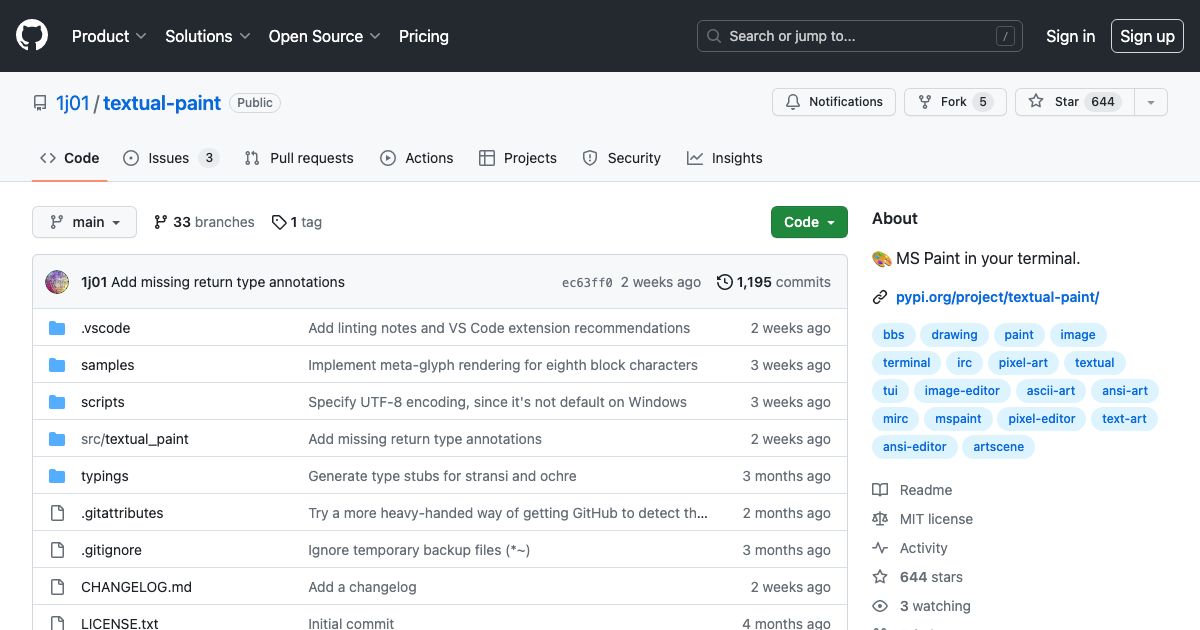 Product Solutions Open Source Pricing Search or jump to... / Sign in Sign up
1j01 / textual-paint Public Notifications Fork 5 Star 644
Code Issues 3 Pull requests Actions Projects Security Insights
main 33 branches 1 tag Code
1j01 Add missing return type annotations ec63ff0 2 weeks ago 1,195 commits
.vscode Add linting notes and VS Code extension recommendations 2 weeks ago
samples Implement meta-glyph rendering for eighth block characters 3 weeks ago
scripts Specify UTF-8 encoding, since it's not default on Windows 3 weeks ago
src/textual_paint Add missing return type annotations 2 weeks ago
typings Generate type stubs for stransi and ochre 3 months ago
.gitattributes Try a more heavy-handed way of getting GitHub to detect th... 2 months ago
.gitignore Ignore temporary backup files (*~) 3 months ago
CHANGELOG.md Add a changelog 2 weeks ago
LICENSE.txt Initial commit 4 months ago
About
🎨 MS Paint in your terminal.
pypi.org/project/textual-paint/
bbs drawing paint image
terminal irc pixel-art textual
tui image-editor ascii-art ansi-art
mirc mspaint pixel-editor text-art
ansi-editor artscene
Readme
MIT license
Activity
644 stars
3 watching